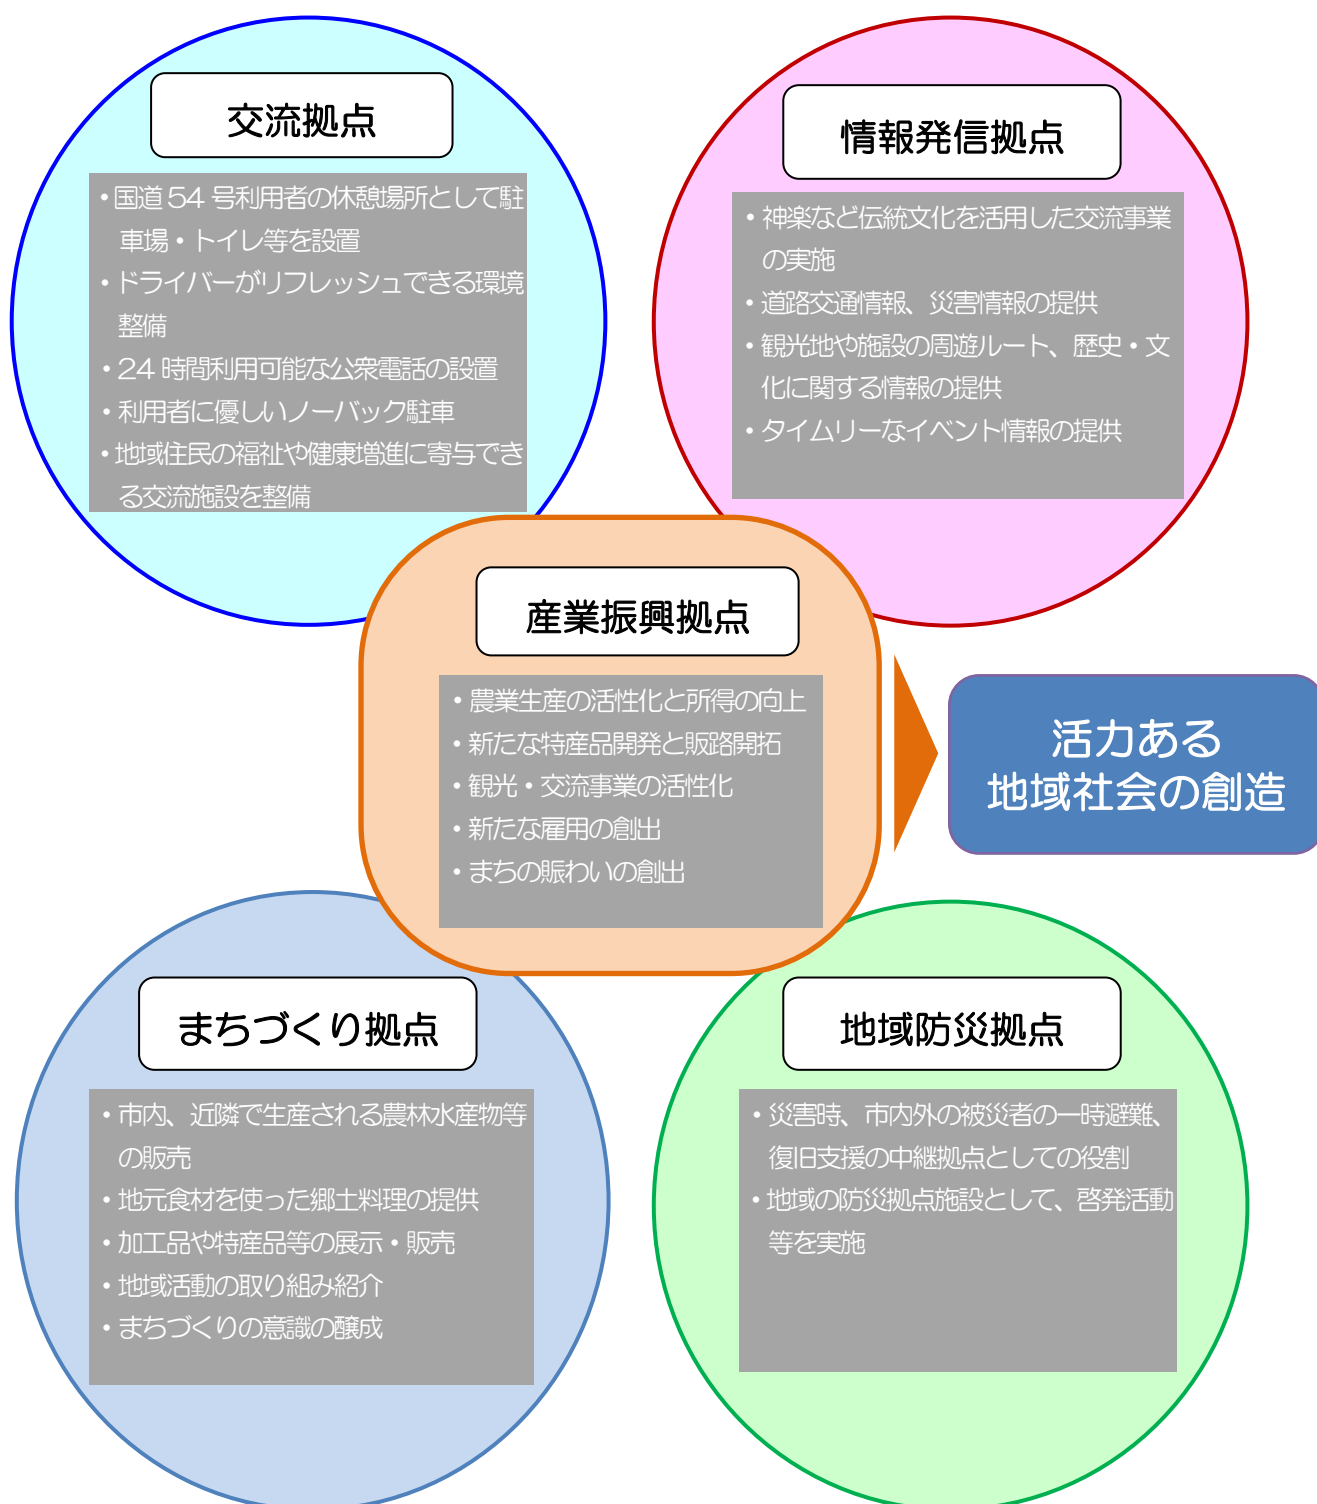 交流拠点
・国道54号利用者の休憩場所として駐
車場・トイレ等を設置
・ドライバーがリフレッシュできる環境
整備
・24時間利用可能な公衆電話の設置
・利用者に優しいノーバック駐車
・地域住民の福祉や健康増進に寄与でき
る交流施設を整備
情報発信拠点
・神楽など伝統文化を活用した交流事業
の実施
・道路交通情報、災害情報の提供
・観光地や施設の周遊ルート、歴史・文
化に関する情報の提供
・タイムリーなイベント情報の提供
産業振興拠点
・農業生産の活性化と所得の向上
・新たな特産品開発と販路開拓
・観光・交流事業の活性化
・新たな雇用の創出
・まちの賑わいの創出
活力ある
地域社会の創造
まちづくり拠点
・市内、近隣で生産される農林水産物等
の販売
・地元食材を使った郷土料理の提供
・加工品や特産品等の展示・販売
・地域活動の取り組み紹介
・まちづくりの意識の醸成
地域防災拠点
・災害時、市内外の被災者の一時避難、
復旧支援の中継拠点としての役割
・地域の防災拠点施設として、啓発活動
等を実施